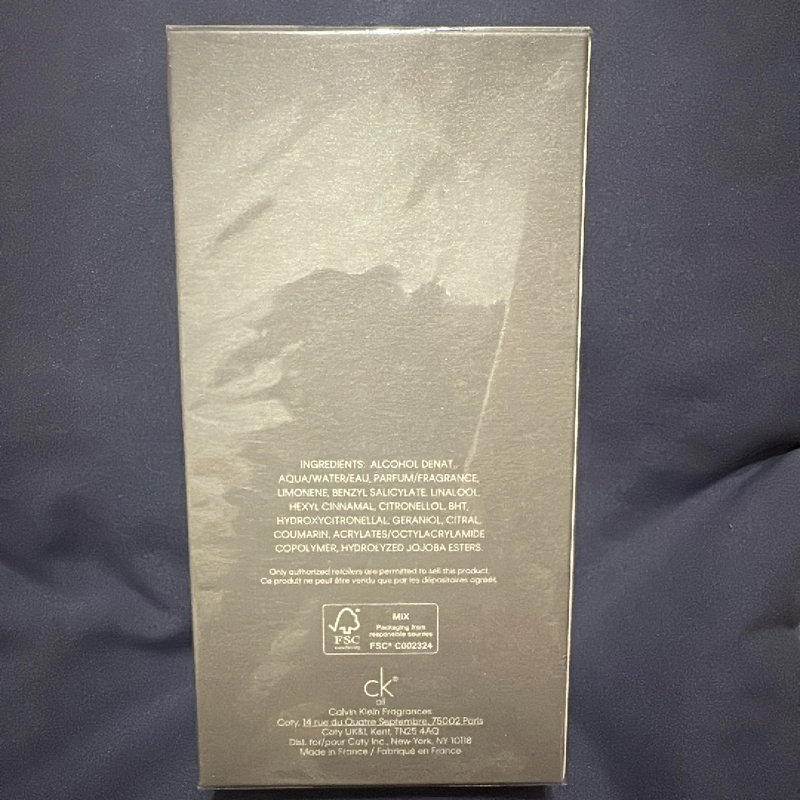 INGREDIENTS: ALCOHOL DENAT.,
AQUA/WATER/EAU, PARFUM/FRAGRANCE,
LIMONENE, BENZYL SALICYLATE, LINALOOL,
HEXYL CINNAMAL, CITRONELLOL, BHT,
HYDROXYCITRONELLAL, GERANIOL, CITRAL,
COUMARIN, ACRYLATES/OCTYLACRYLAMIDE
COPOLYMER, HYDROLYZED JOJOBA ESTERS.
Only authorized retailers are permitted to sell this product.
Ce produit ne peut être vendu que par les dépositaires agréés.
FSC
www.fsc.org
MIX
Packaging from
responsible sources
FSC® C002324
ck®
all
Calvin Klein Fragrances
Coty, 14 rue du Quatre Septembre, 75002 Paris
Coty UK&I, Kent, TN25 4AQ
Dist. for/pour Coty Inc., New York, NY 10118
Made in France / Fabriqué en France